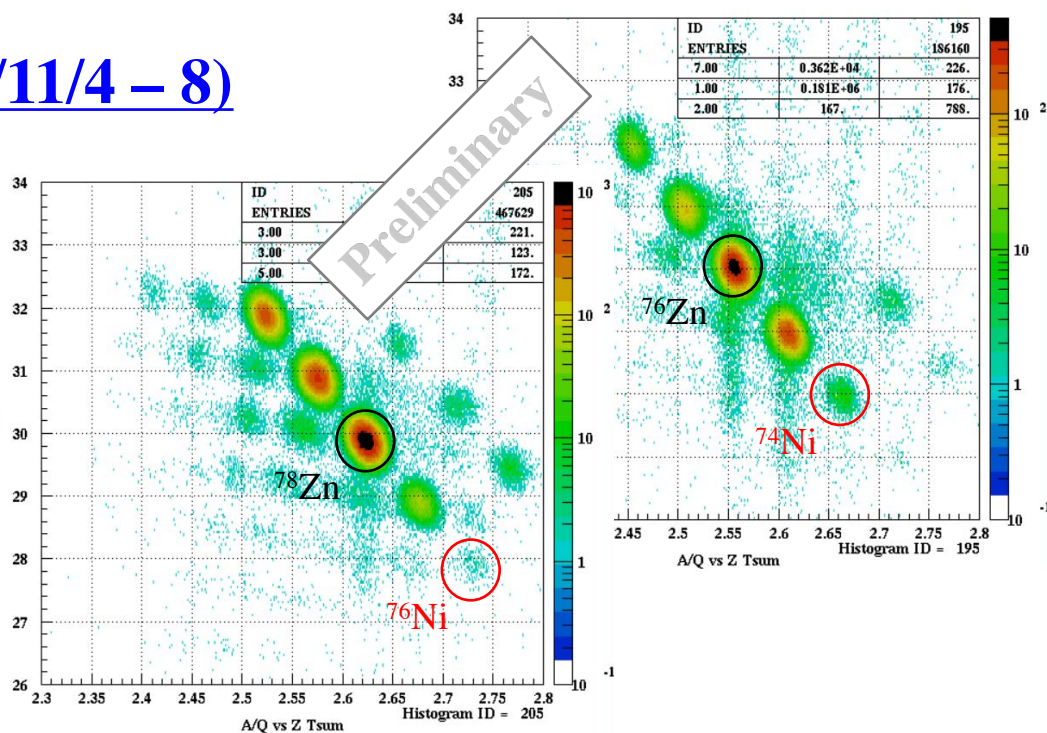 /11/4 – 8)
Preliminary
34
33
ID 195
ENTRIES 186160
7.00 0.362E+04 226.
1.00 0.181E+06 176.
2.00 167. 788.
10 2
10
1
10 -1
76Zn
74Ni
2.45 2.5 2.55 2.6 2.65 2.7 2.75 2.8
Histogram ID = 195
A/Q vs Z Tsum
34
33
32
31
30
29
28
27
26
ID 205
ENTRIES 467629
3.00 221.
3.00 123.
5.00 172.
10 3
10 2
10
1
10 -1
78Zn
76Ni
2.3 2.35 2.4 2.45 2.5 2.55 2.6 2.65 2.7 2.75 2.8
Histogram ID = 205
A/Q vs Z Tsum